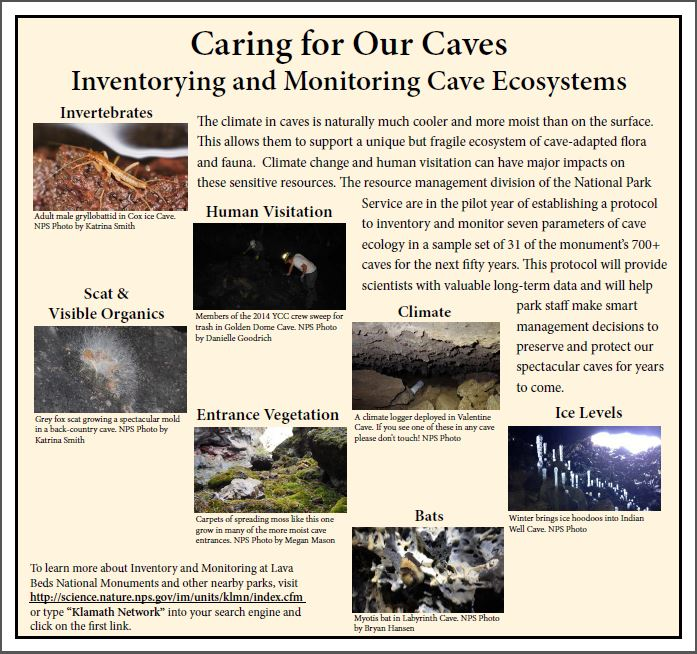 Caring for Our Caves
Inventorying and Monitoring Cave Ecosystems
Invertebrates
Adult male gryllobattid in Cox ice Cave.
NPS Photo by Katrina Smith
The climate in caves is naturally much cooler and more moist than on the surface.
This allows them to support a unique but fragile ecosystem of cave-adapted flora
and fauna.  Climate change and human visitation can have major impacts on
these sensitive resources. The resource management division of the National Park
Service are in the pilot year of establishing a protocol
to inventory and monitor seven parameters of cave
ecology in a sample set of 31 of the monument's 700+
caves for the next fifty years. This protocol will provide
scientists with valuable long-term data and will help
park staff make smart
management decisions to
preserve and protect our
spectacular caves for years
to come.
Human Visitation
Members of the 2014 YCC crew sweep for
trash in Golden Dome Cave. NPS Photo
by Danielle Goodrich
Scat &
Visible Organics
Grey fox scat growing a spectacular mold
in a back-country cave. NPS Photo by
Katrina Smith
Climate
A climate logger deployed in Valentine
Cave. If you see one of these in any cave
please don't touch! NPS Photo
Entrance Vegetation
Carpets of spreading moss like this one
grow in many of the more moist cave
entrances. NPS Photo by Megan Mason
Ice Levels
Winter brings ice hoodoos into Indian
Well Cave. NPS Photo
Bats
Myotis bat in Labyrinth Cave. NPS Photo
by Bryan Hansen
To learn more about Inventory and Monitoring at Lava
Beds National Monuments and other nearby parks, visit
http://science.nature.nps.gov/im/units/klmn/index.cfm
or type "Klamath Network" into your search engine and
click on the first link.